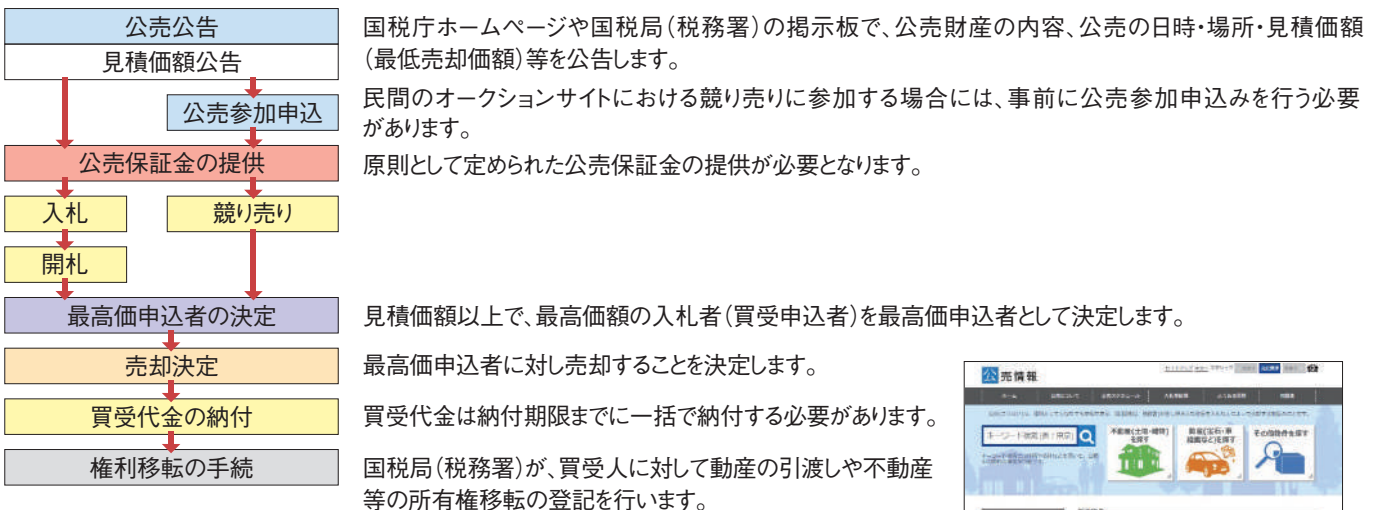 公売公告
国税庁ホームページや国税局(税務署)の掲示板で、公売財産の内容、公売の日時・場所・見積価額
見積価額公告
(最低売却価額)等を公告します。
公売参加申込
民間のオークションサイトにおける競り売りに参加する場合には、事前に公売参加申込みを行う必要
があります。
公売保証金の提供
原則として定められた公売保証金の提供が必要となります。
入札
競り売り
開札
最高価申込者の決定
見積価額以上で、最高価額の入札者(買受申込者)を最高価申込者として決定します。
売却決定
最高価申込者に対し売却することを決定します。
買受代金の納付
買受代金は納付期限までに一括で納付する必要があります。
権利移転の手続
国税局(税務署)が、買受人に対して動産の引渡しや不動産
等の所有権移転の登記を行います。
公売情報
ホーム
不動産(土地・建物)
を探す
その他物件を探す